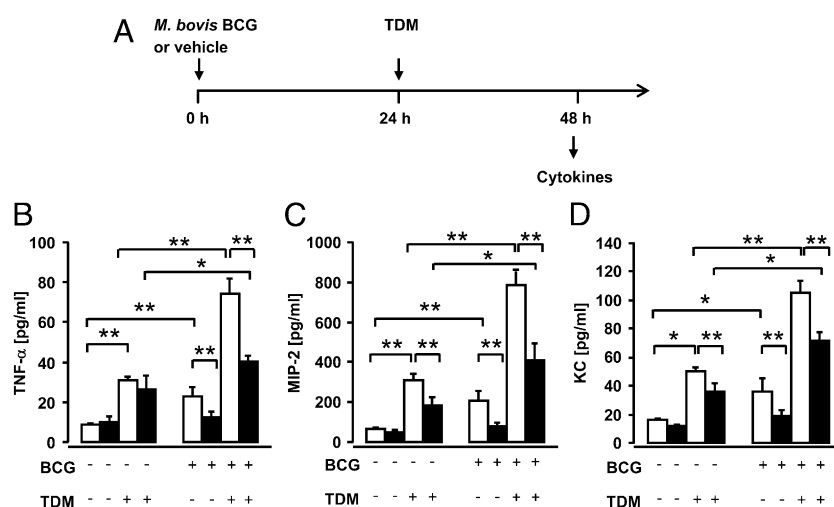 A
M. bovis BCG
or vehicle
TDM
0 h
24 h
48 h
Cytokines
B
C
D
TNF-α [pg/ml]
100
80
60
40
20
0
** **
*
**
**
**
BCG - - - - + + + +
TDM - - + + - - + +
MIP-2 [pg/ml]
1000
800
600
400
200
0
** **
*
**
** ** **
BCG - - - - + + + +
TDM - - + + - - + +
KC [pg/ml]
140
120
100
80
60
40
20
0
** **
*
*
* ** **
BCG - - - - + + + +
TDM - - + + - - + +